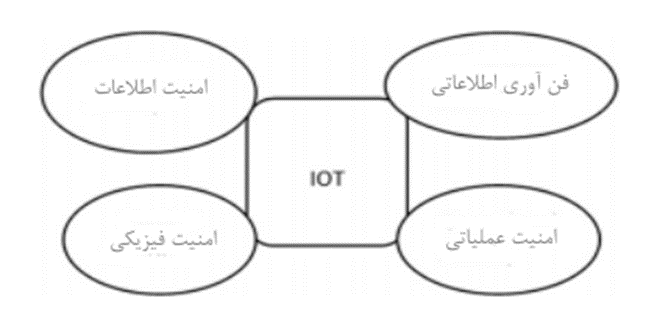 فن آوری اطلاعاتی
امنیت اطلاعات
IOT
امنیت عملیاتی
امنیت فیزیکی